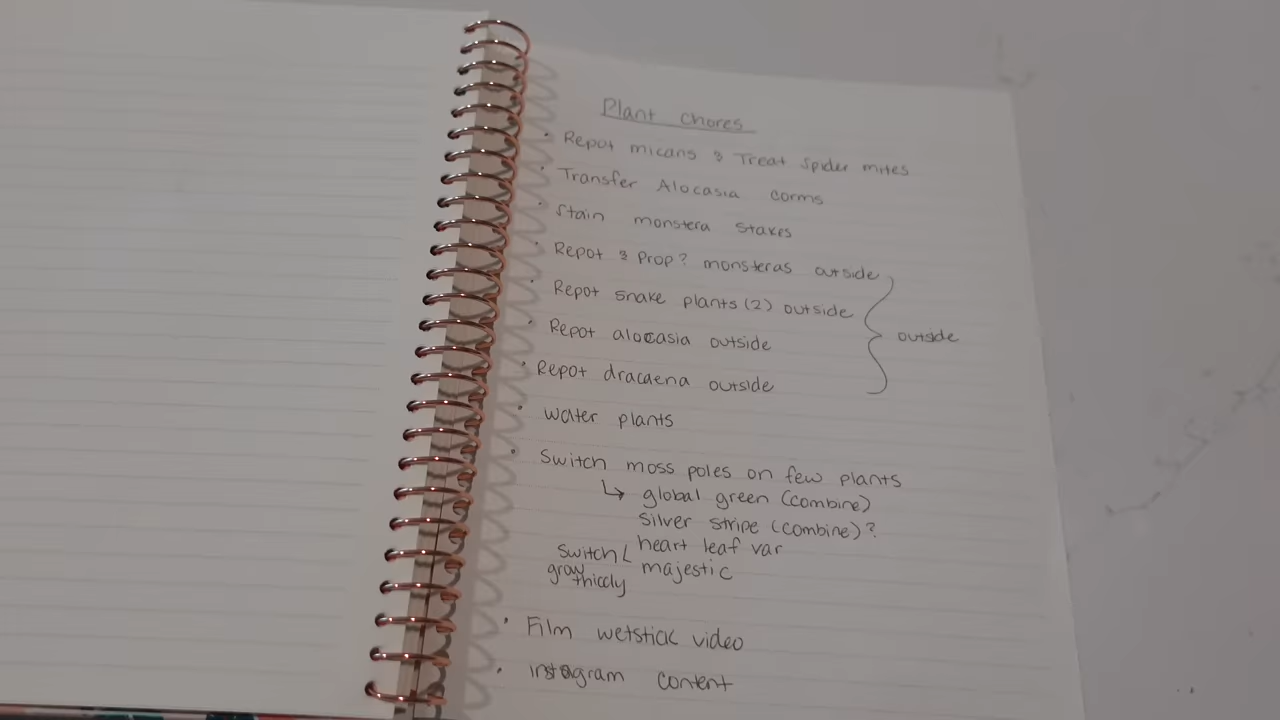 Plant Chores
• Repot micans & Treat Spider mites
• Transfer Alocasia corms
• Stain monstera stakes
• Repot & Prop? monsteras outside
• Repot snake plants (2) outside
outside
• Repot alocasia outside
• Repot dracaena outside
• water plants
• Switch moss poles on few plants
↳ global green (combine)
silver stripe (combine)?
switch < heart leaf var
gray thiccly majestic
• Film wetstick video
• instagram content